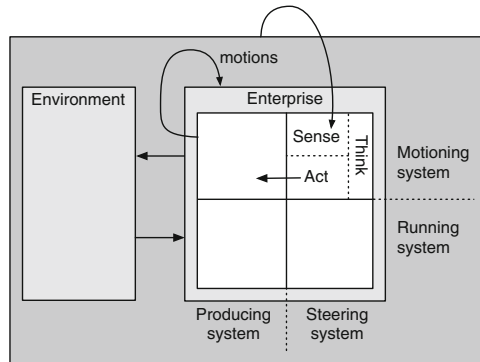 motions
Environment
Enterprise
Sense
Think
Act
Motioning
system
Running
system
Producing
system
Steering
system